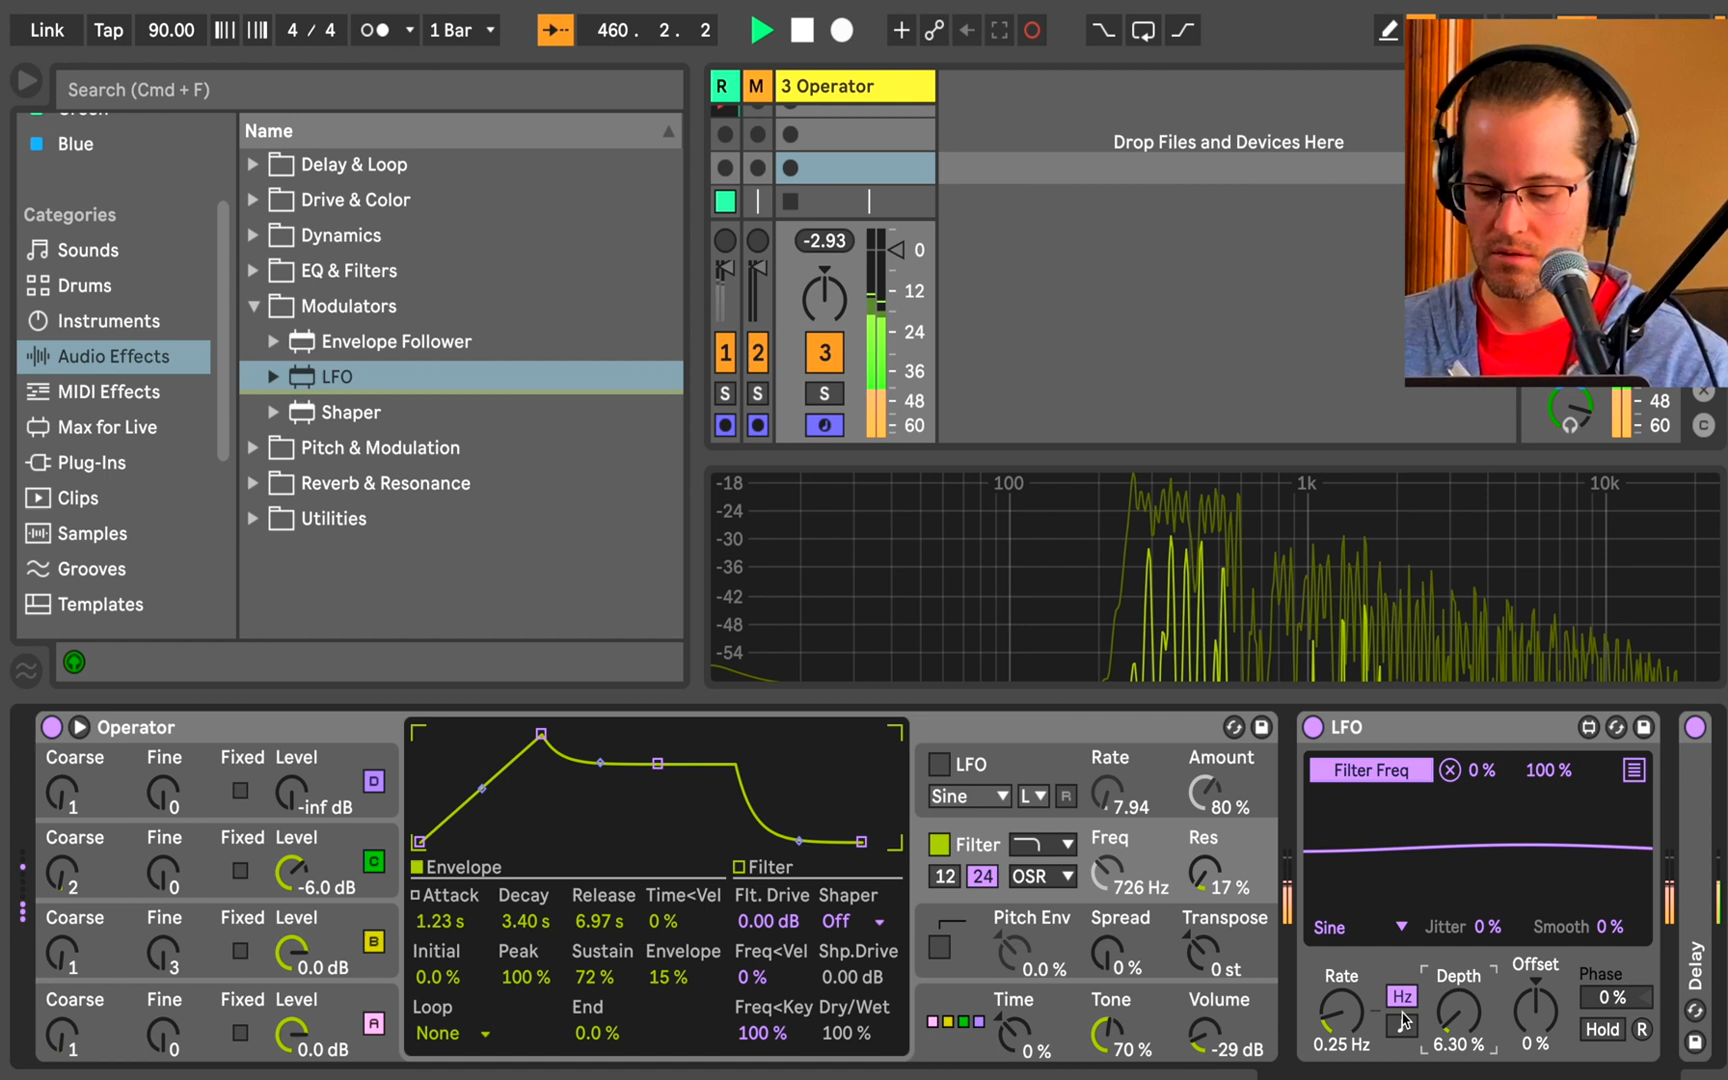 Link Tap 90.00 4 / 4 1 Bar 460. 2. 2
Search (Cmd + F)
Green
Blue
Categories
Sounds
Drums
Instruments
Audio Effects
MIDI Effects
Max for Live
Plug-Ins
Clips
Samples
Grooves
Templates
Name
Delay & Loop
Drive & Color
Dynamics
EQ & Filters
Modulators
Envelope Follower
LFO
Shaper
Pitch & Modulation
Reverb & Resonance
Utilities
R M 3 Operator
Drop Files and Devices Here
-2.93
0
12
24
36
48
60
1 2 3
S S S
48
60
C
-18 100 1k 10k
-24
-30
-36
-42
-48
-54
Operator
Coarse Fine Fixed Level
1 0 -inf dB D
Coarse Fine Fixed Level
2 0 -6.0 dB C
Coarse Fine Fixed Level
1 3 0.0 dB B
Coarse Fine Fixed Level
1 0 0.0 dB A
Envelope Filter
Attack Decay Release Time<Vel Flt. Drive Shaper
1.23 s 3.40 s 6.97 s 0 % 0.00 dB Off
Initial Peak Sustain Envelope Freq<Vel Shp.Drive
0.0 % 100 % 72 % 15 % 0 % 0.00 dB
Loop End Freq<Key Dry/Wet
None 0.0 % 100 % 100 %
LFO Rate Amount
Sine L R 7.94 80 %
Filter Freq Res
12 24 OSR 726 Hz 17 %
Pitch Env Spread Transpose
0.0 % 0 % 0 st
Time Tone Volume
0 % 70 % -29 dB
LFO
Filter Freq 0 % 100 %
Sine Jitter 0 % Smooth 0 %
Rate Hz Depth Offset Phase
0 %
Hold R
0.25 Hz 6.30 % 0 %
Delay